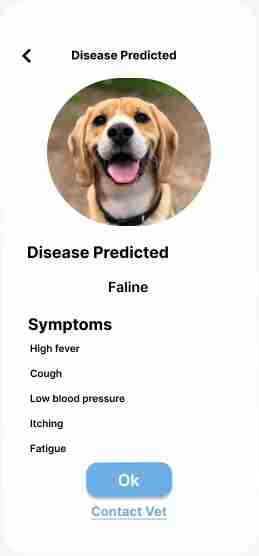 Disease Predicted
Disease Predicted
Faline
Symptoms
High fever
Cough
Low blood pressure
Itching
Fatigue
Ok
Contact Vet